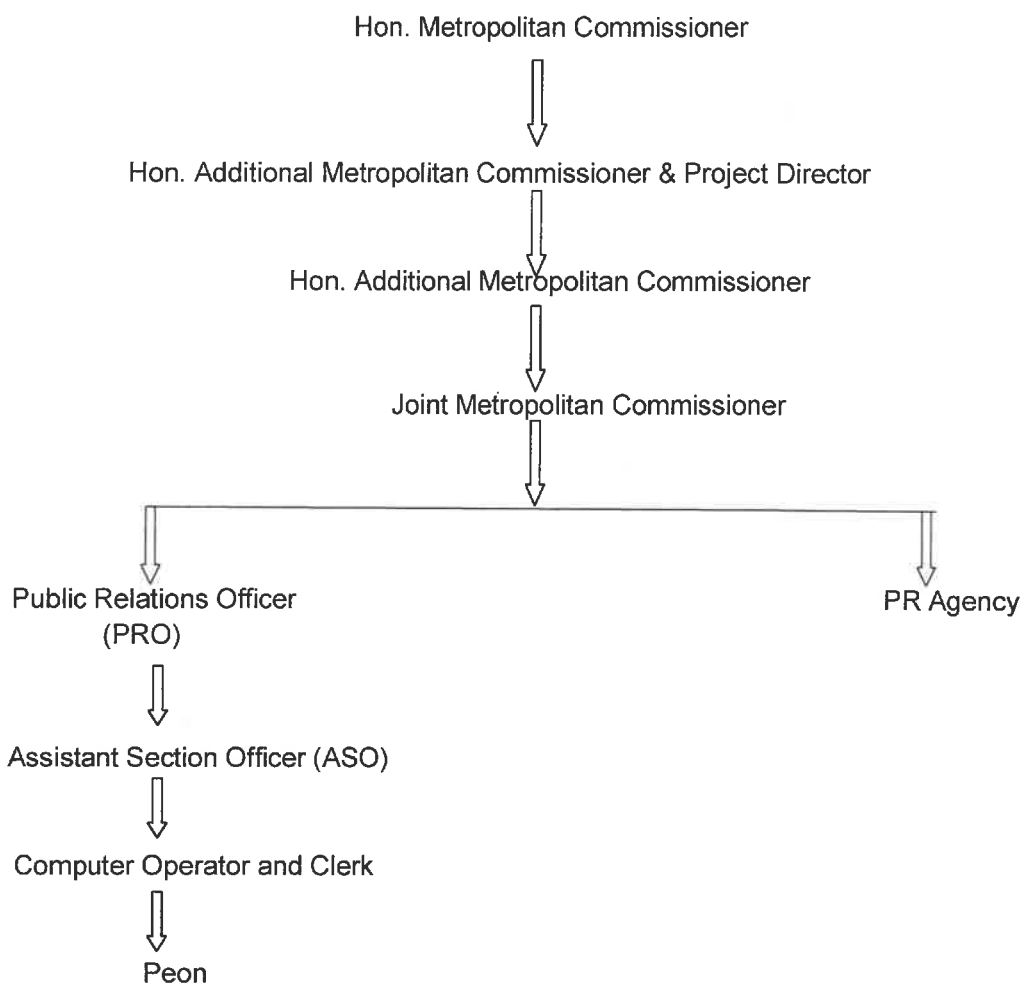 Hon. Metropolitan Commissioner
Hon. Additional Metropolitan Commissioner & Project Director
Hon. Additional Metropolitan Commissioner
Joint Metropolitan Commissioner
Public Relations Officer
(PRO)
PR Agency
Assistant Section Officer (ASO)
Computer Operator and Clerk
Peon